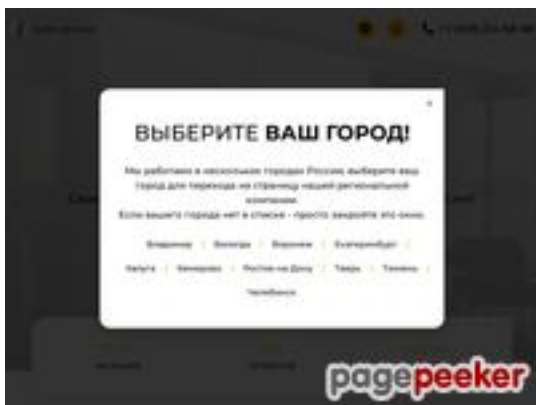 ВЫБЕРИТЕ ВАШ ГОРОД!
Мы работаем в нескольких городах России, выберите ваш
город для перехода на страницу нашей региональной
компании.
Если вашего города нет в списке - просто закройте это окно.
Владимир Вологда Воронеж Екатеринбург
Калуга Кемерово Ростов-на-Дону Тверь Тюмень
Челябинск
pagepeeker